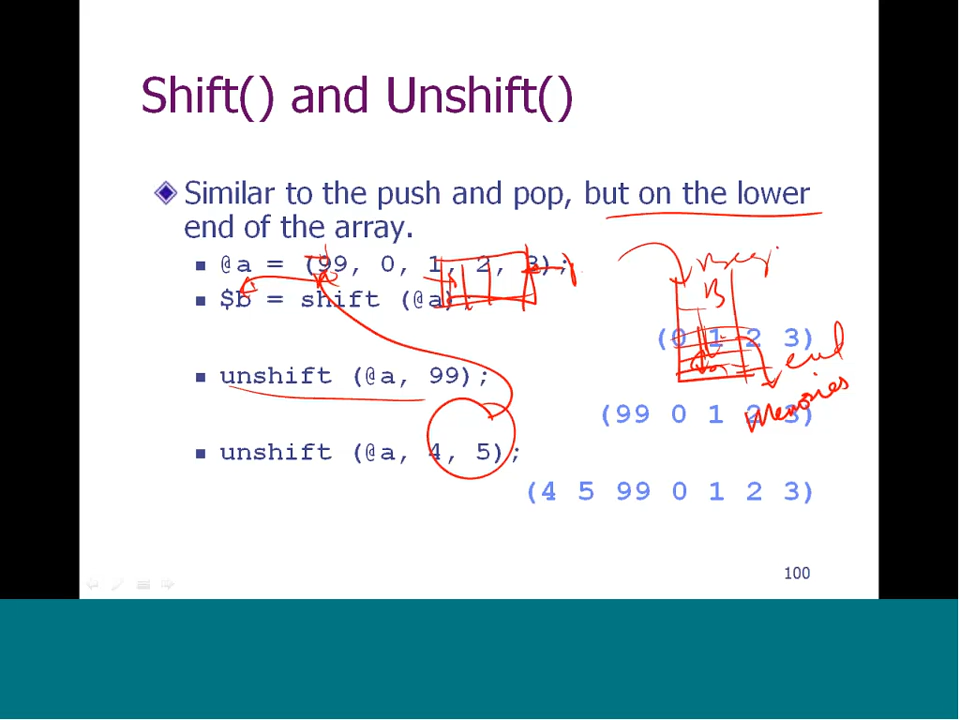 Shift() and Unshift()
Similar to the push and pop, but on the lower
end of the array.
@a = (99, 0, 1, 2, 3);
$b = shift (@a);
B
(0 1 2 3)
end
unshift (@a, 99);
Memories
(99 0 1 2 3)
unshift (@a, 4, 5);
(4 5 99 0 1 2 3)
100